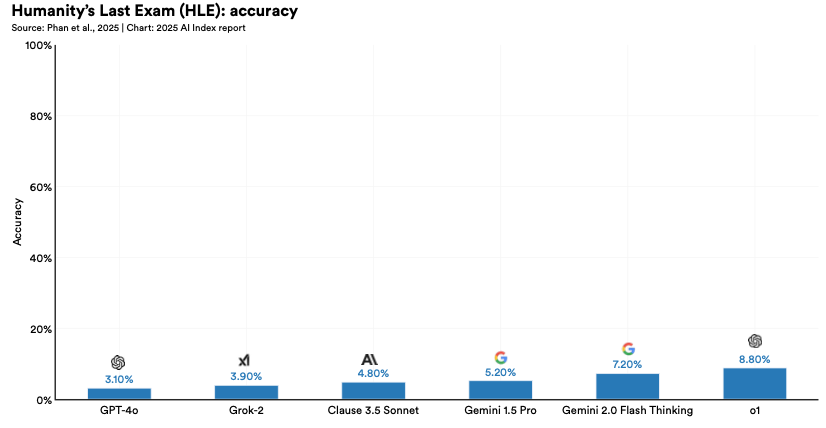 Humanity's Last Exam (HLE): accuracy
Source: Phan et al., 2025 | Chart: 2025 AI Index report
100%
80%
60%
40%
20%
0%
Accuracy
3.10%
3.90%
4.80%
5.20%
7.20%
8.80%
GPT-4o
Grok-2
Clause 3.5 Sonnet
Gemini 1.5 Pro
Gemini 2.0 Flash Thinking
o1